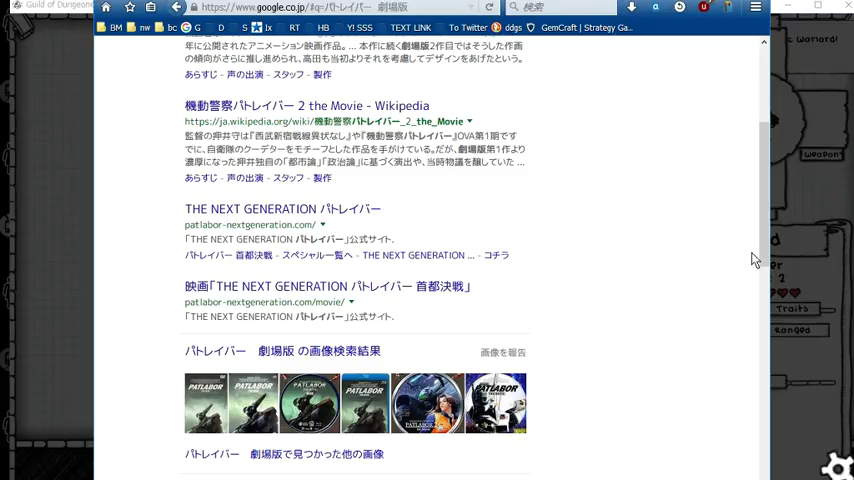 Guild of Dungeone
https://www.google.co.jp/#q=パトレイバー 劇場版
検索
BM nw bc G D S Jx RT HB Y! SSS TEXT LINK To Twitter ddgs GemCraft | Strategy Ga...
年に公開されたアニメーション映画作品。 ... 本作に続く劇場版2作目ではそうした作画
の傾向がさらに推し進められ、高田も当初よりそれを考慮してデザインをあげたという。
あらすじ - 声の出演 - スタッフ - 製作
機動警察パトレイバー 2 the Movie - Wikipedia
https://ja.wikipedia.org/wiki/機動警察パトレイバー_2_the_Movie
監督の押井守は『西武新宿戦線異状なし』や『機動警察パトレイバー』OVA第1期です
でに、自衛隊のクーデターをモチーフとした作品を手がけている。だが、劇場版第1作より
濃厚になった押井独自の「都市論」「政治論」に基づく演出や、当時物議を醸していた ...
あらすじ - 声の出演 - スタッフ - 製作
THE NEXT GENERATION パトレイバー
patlabor-nextgeneration.com/
「THE NEXT GENERATION パトレイバー」公式サイト.
パトレイバー 首都決戦 - スペシャル一覧へ - THE NEXT GENERATION ... - コチラ
映画「THE NEXT GENERATION パトレイバー 首都決戦」
patlabor-nextgeneration.com/movie/
「THE NEXT GENERATION パトレイバー」公式サイト.
パトレイバー 劇場版 の画像検索結果
画像を報告
PATLABOR
PATLABOR
PATLABOR
PATLABOR
PATLABOR
PATLABOR
パトレイバー 劇場版で見つかった他の画像
Warlord!
Weapon
Traits
Ranged